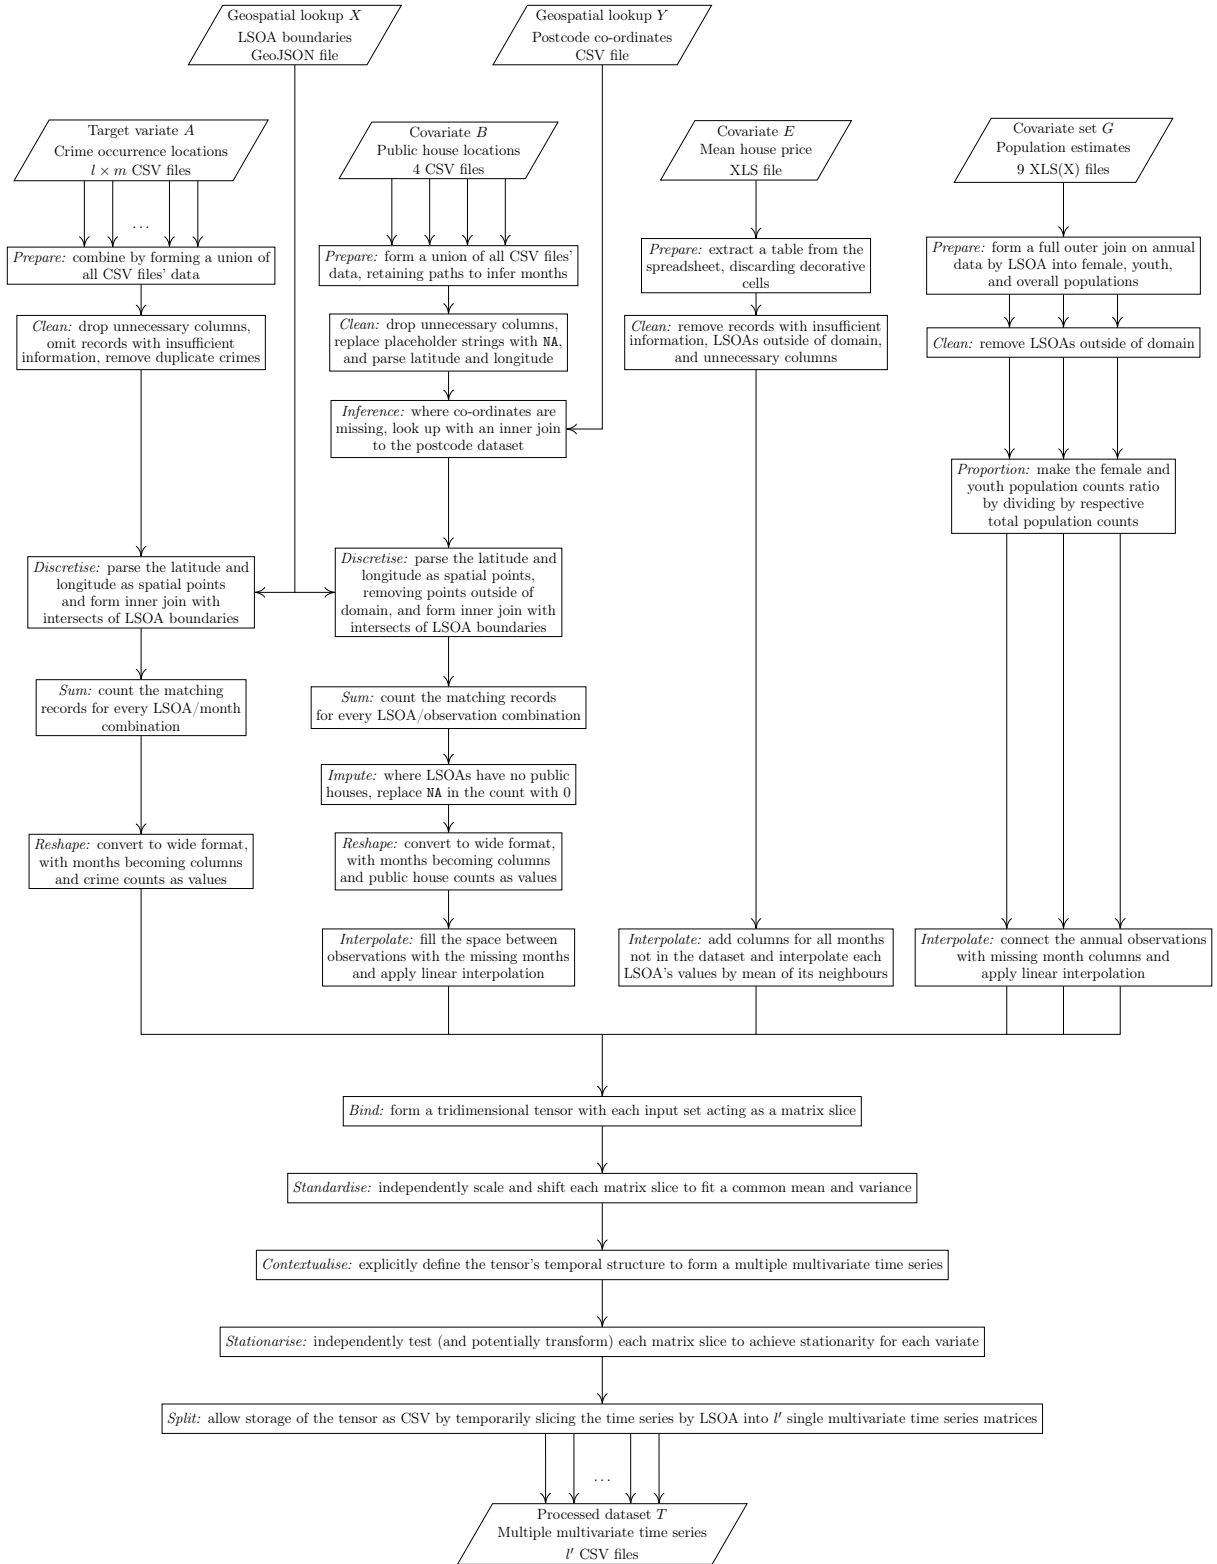 Geospatial lookup X
LSOA boundaries
GeoJSON file
Geospatial lookup Y
Postcode co-ordinates
CSV file
Target variate A
Crime occurrence locations
l × m CSV files
Covariate B
Public house locations
4 CSV files
Covariate E
Mean house price
XLS file
Covariate set G
Population estimates
9 XLS(X) files
...
Prepare: combine by forming a union of
all CSV files' data
Prepare: form a union of all CSV files'
data, retaining paths to infer months
Prepare: extract a table from the
spreadsheet, discarding decorative
cells
Prepare: form a full outer join on annual
data by LSOA into female, youth,
and overall populations
Clean: drop unnecessary columns,
omit records with insufficient
information, remove duplicate crimes
Clean: drop unnecessary columns,
replace placeholder strings with NA,
and parse latitude and longitude
Clean: remove records with insufficient
information, LSOAs outside of domain,
and unnecessary columns
Clean: remove LSOAs outside of domain
Inference: where co-ordinates are
missing, look up with an inner join
to the postcode dataset
Proportion: make the female and
youth population counts ratio
by dividing by respective
total population counts
Discretise: parse the latitude and
longitude as spatial points
and form inner join with
intersects of LSOA boundaries
Discretise: parse the latitude and
longitude as spatial points,
removing points outside of
domain, and form inner join with
intersects of LSOA boundaries
Sum: count the matching
records for every LSOA/month
combination
Sum: count the matching records
for every LSOA/observation combination
Impute: where LSOAs have no public
houses, replace NA in the count with 0
Reshape: convert to wide format,
with months becoming columns
and crime counts as values
Reshape: convert to wide format,
with months becoming columns
and public house counts as values
Interpolate: fill the space between
observations with the missing months
and apply linear interpolation
Interpolate: add columns for all months
not in the dataset and interpolate each
LSOA's values by mean of its neighbours
Interpolate: connect the annual observations
with missing month columns and
apply linear interpolation
Bind: form a tridimensional tensor with each input set acting as a matrix slice
Standardise: independently scale and shift each matrix slice to fit a common mean and variance
Contextualise: explicitly define the tensor's temporal structure to form a multiple multivariate time series
Stationarise: independently test (and potentially transform) each matrix slice to achieve stationarity for each variate
Split: allow storage of the tensor as CSV by temporarily slicing the time series by LSOA into l′ single multivariate time series matrices
...
Processed dataset T
Multiple multivariate time series
l′ CSV files